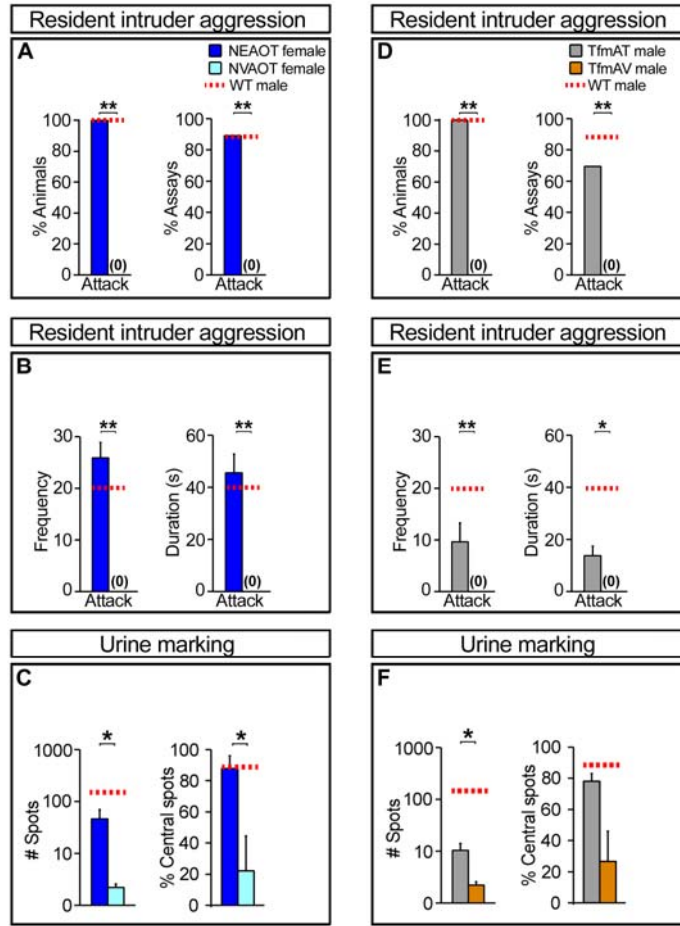 Resident intruder aggression
A
NEAOT female
NVAOT female
WT male
**
**
100
80
60
40
20
0
% Animals
(0)
Attack
100
80
60
40
20
0
% Assays
(0)
Attack
Resident intruder aggression
D
TfmAT male
TfmAV male
WT male
**
**
100
80
60
40
20
0
% Animals
(0)
Attack
100
80
60
40
20
0
% Assays
(0)
Attack
Resident intruder aggression
B
**
**
30
20
10
0
Frequency
(0)
Attack
60
40
20
0
Duration (s)
(0)
Attack
Resident intruder aggression
E
**
*
30
20
10
0
Frequency
(0)
Attack
60
40
20
0
Duration (s)
(0)
Attack
Urine marking
C
*
*
1000
100
10
0
# Spots
100
80
60
40
20
0
% Central spots
Urine marking
F
*
1000
100
10
0
# Spots
100
80
60
40
20
0
% Central spots